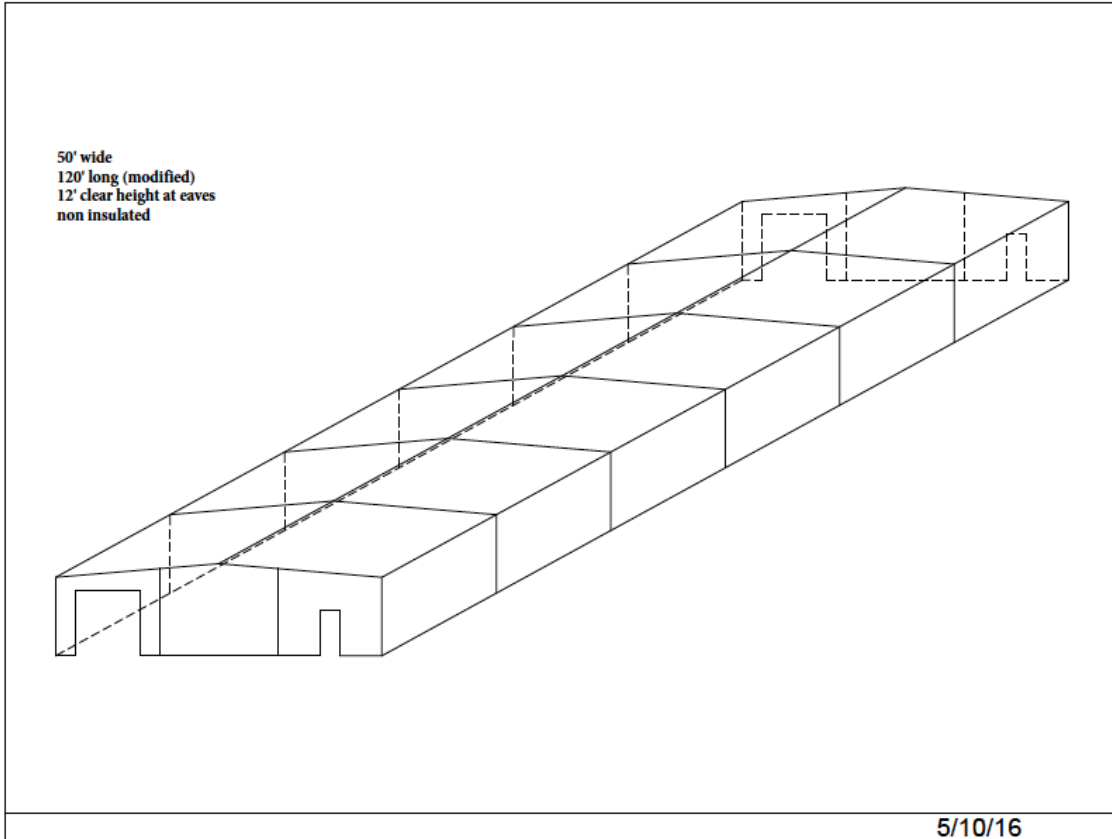 50' wide
120' long (modified)
12' clear height at eaves
non insulated
5/10/16